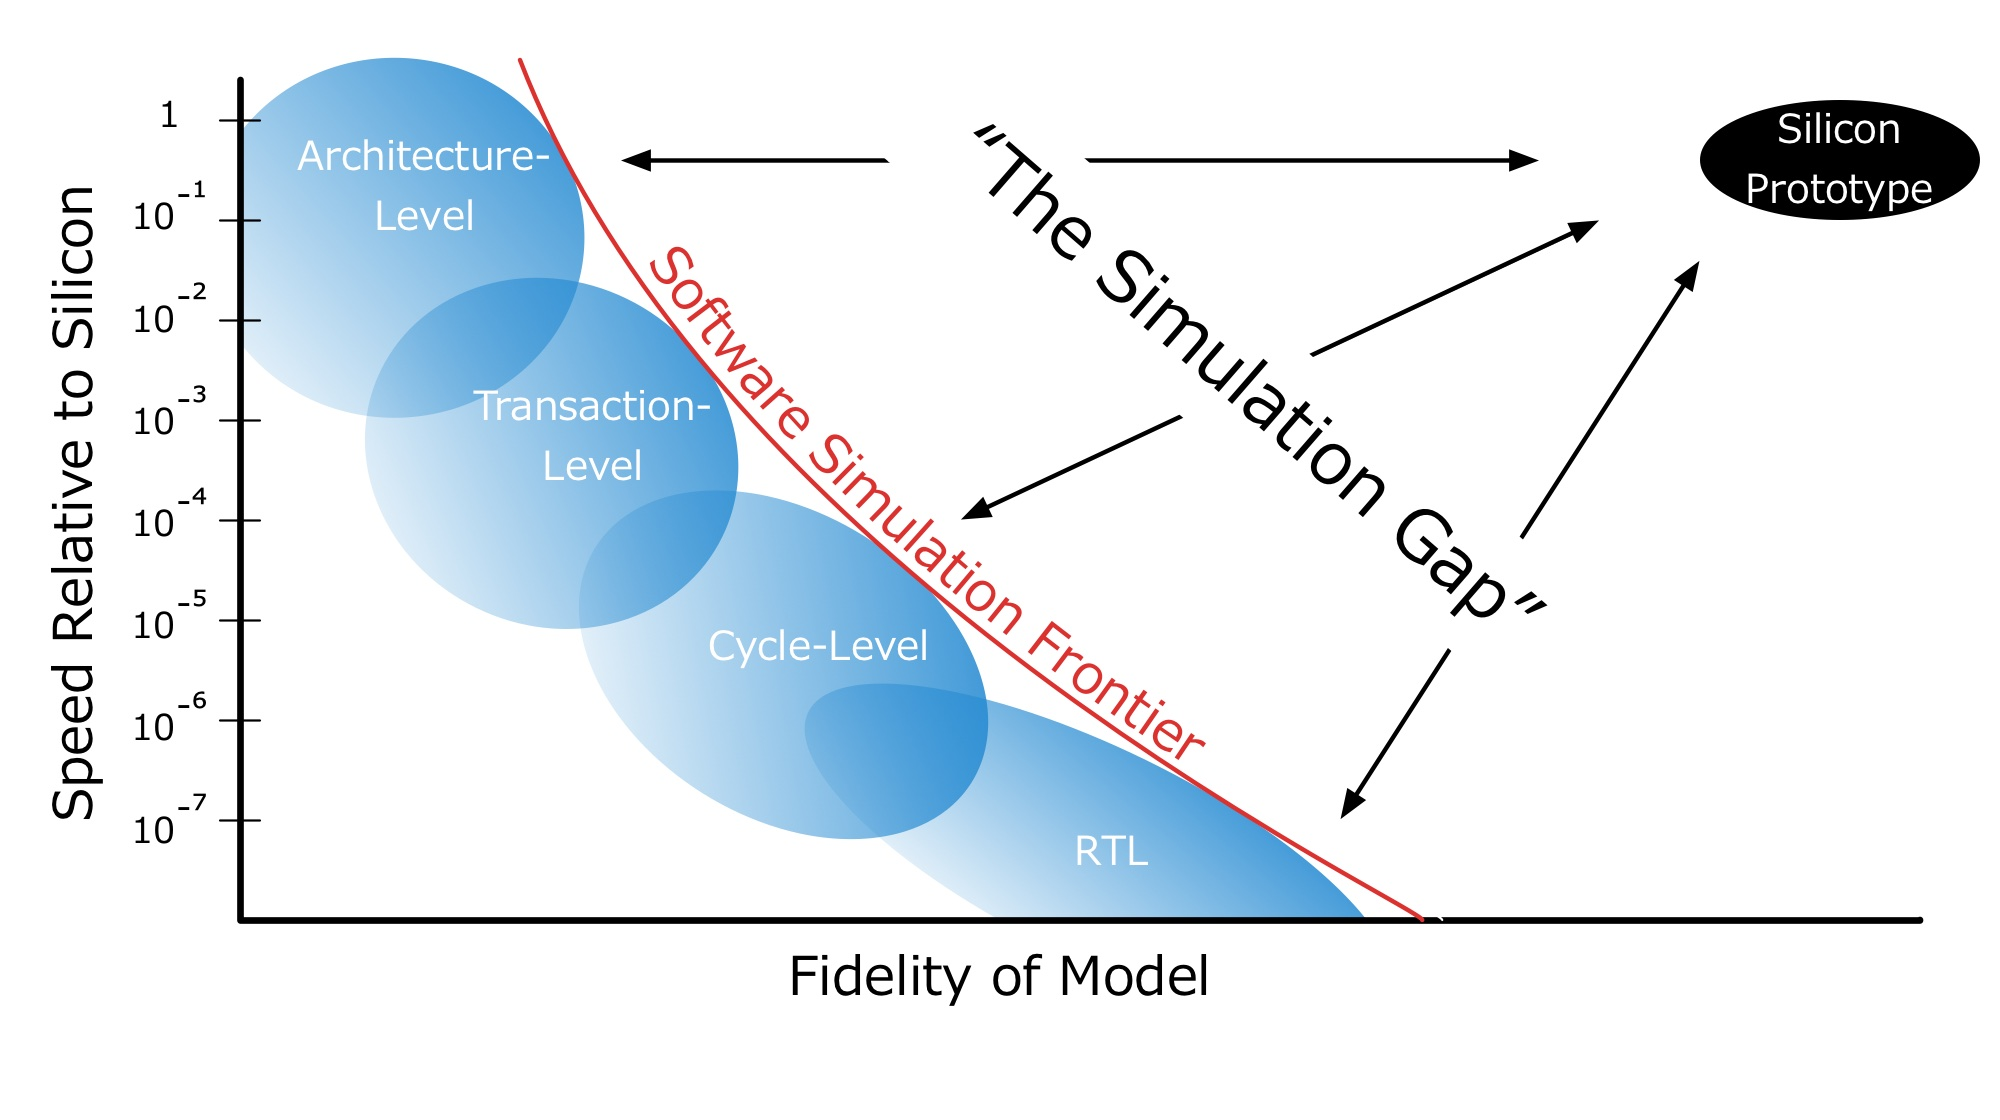 1
10⁻¹
10⁻²
10⁻³
10⁻⁴
10⁻⁵
10⁻⁶
10⁻⁷
Speed Relative to Silicon
Architecture-
Level
Transaction-
Level
Cycle-Level
RTL
Software Simulation Frontier
“The Simulation Gap”
Silicon
Prototype
Fidelity of Model